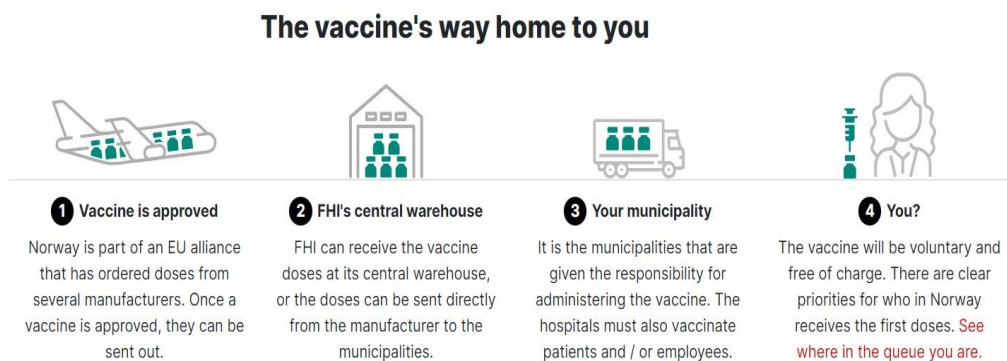 The vaccine's way home to you
1 Vaccine is approved
Norway is part of an EU alliance
that has ordered doses from
several manufacturers. Once a
vaccine is approved, they can be
sent out.
2 FHI's central warehouse
FHI can receive the vaccine
doses at its central warehouse,
or the doses can be sent directly
from the manufacturer to the
municipalities.
3 Your municipality
It is the municipalities that are
given the responsibility for
administering the vaccine. The
hospitals must also vaccinate
patients and / or employees.
4 You?
The vaccine will be voluntary and
free of charge. There are clear
priorities for who in Norway
receives the first doses. See
where in the queue you are.